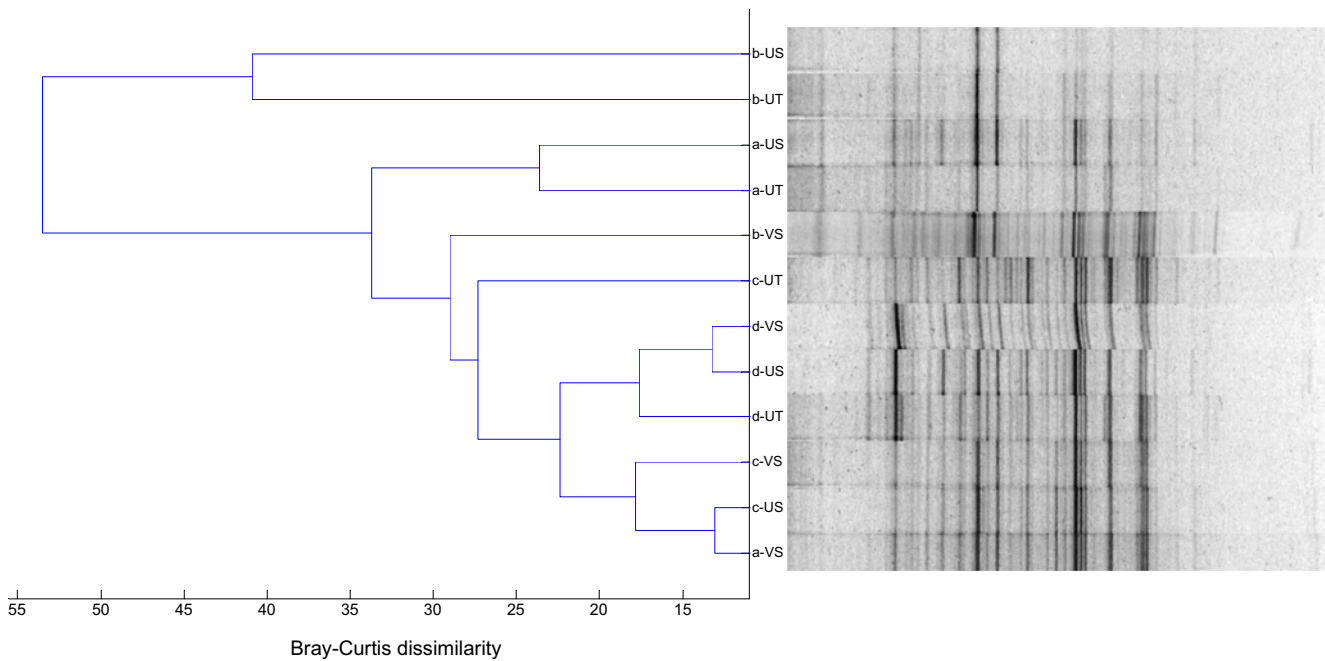 b-US
b-UT
a-US
a-UT
b-VS
c-UT
d-VS
d-US
d-UT
c-VS
c-US
a-VS
55 50 45 40 35 30 25 20 15
Bray-Curtis dissimilarity